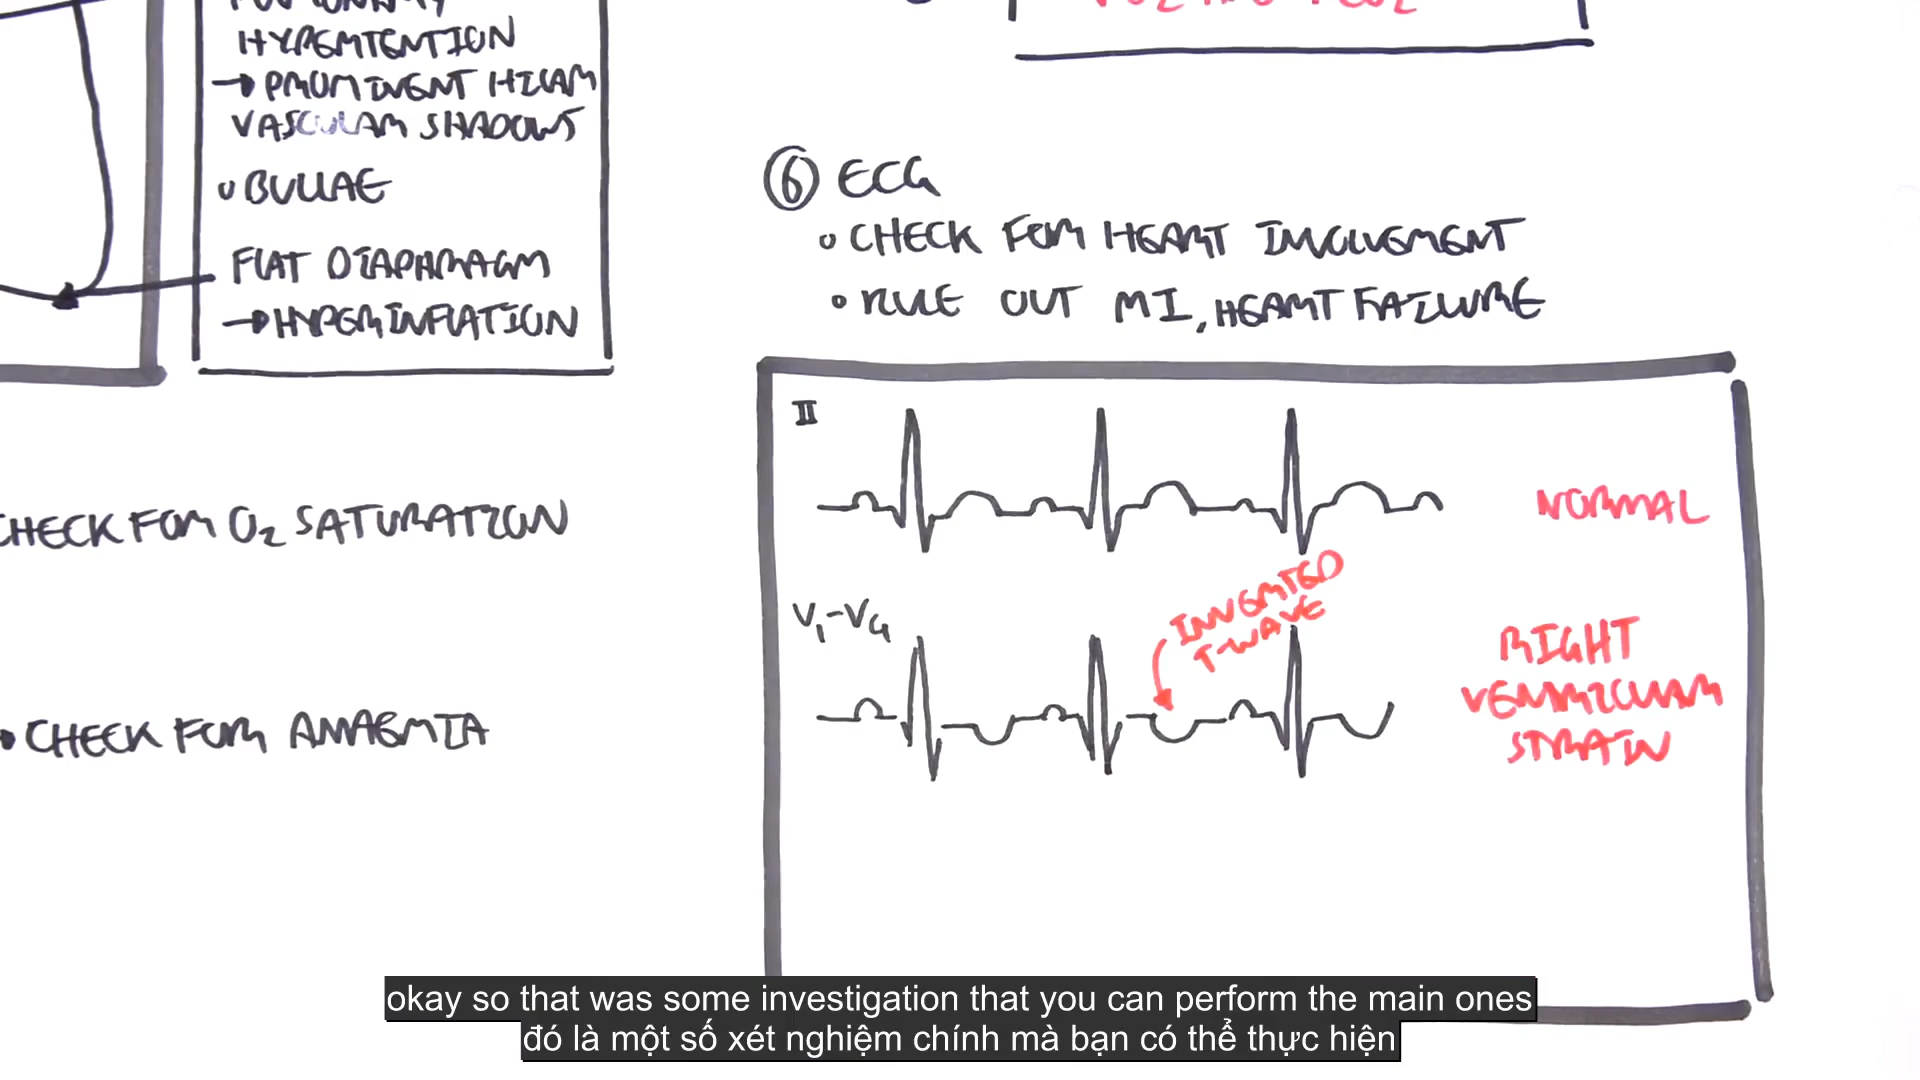 HYPERTENTION
→ PROMINENT HILAR
VASCULAR SHADOWS
BULLAE
FLAT DIAPHRAGM
→ HYPERINFLATION
CHECK FOR O2 SATURATION
CHECK FOR ANAEMIA
6 ECG
CHECK FOR HEART INVOLVEMENT
RULE OUT MI, HEART FAILURE
II
NORMAL
V1-V4
INVERTED
T-WAVE
RIGHT
VENTRICULAR
STRAIN
okay so that was some investigation that you can perform the main ones
đó là một số xét nghiệm chính mà bạn có thể thực hiện